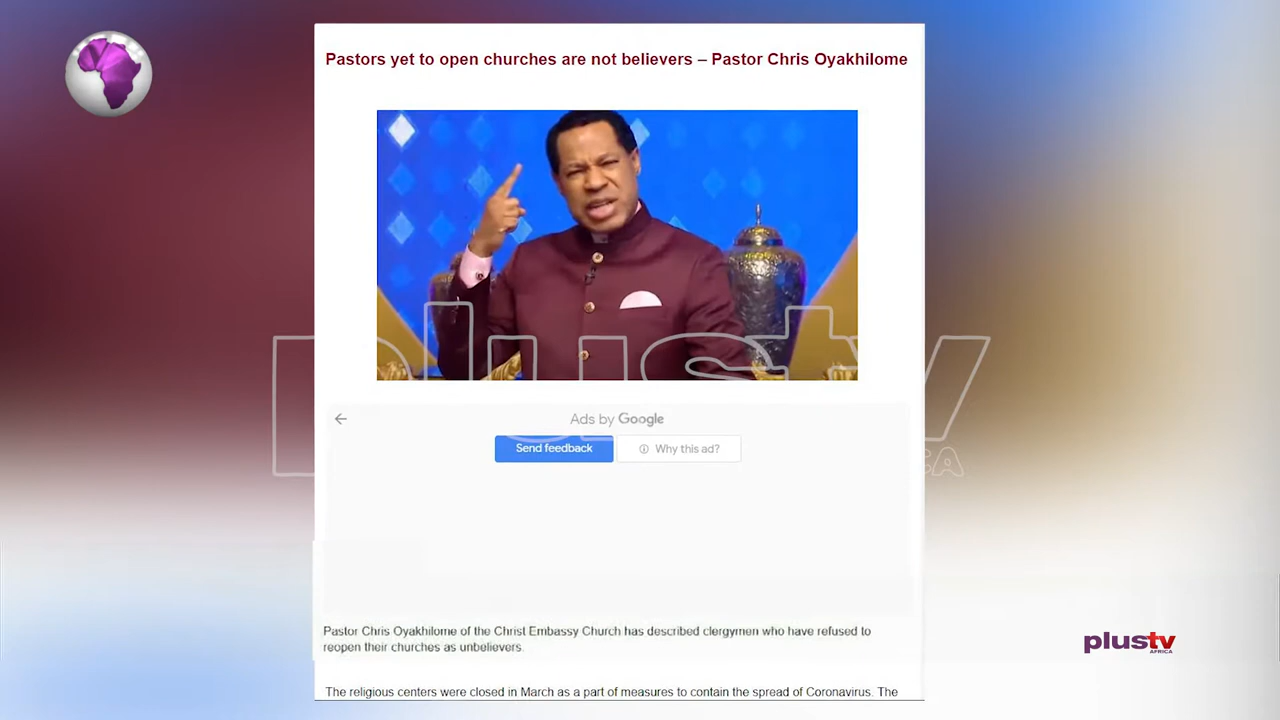 Pastors yet to open churches are not believers – Pastor Chris Oyakhilome
plustv
Ads by Google
Send feedback
Why this ad?
Pastor Chris Oyakhilome of the Christ Embassy Church has described clergymen who have refused to
reopen their churches as unbelievers.
The religious centers were closed in March as a part of measures to contain the spread of Coronavirus. The
plustv
AFRICA